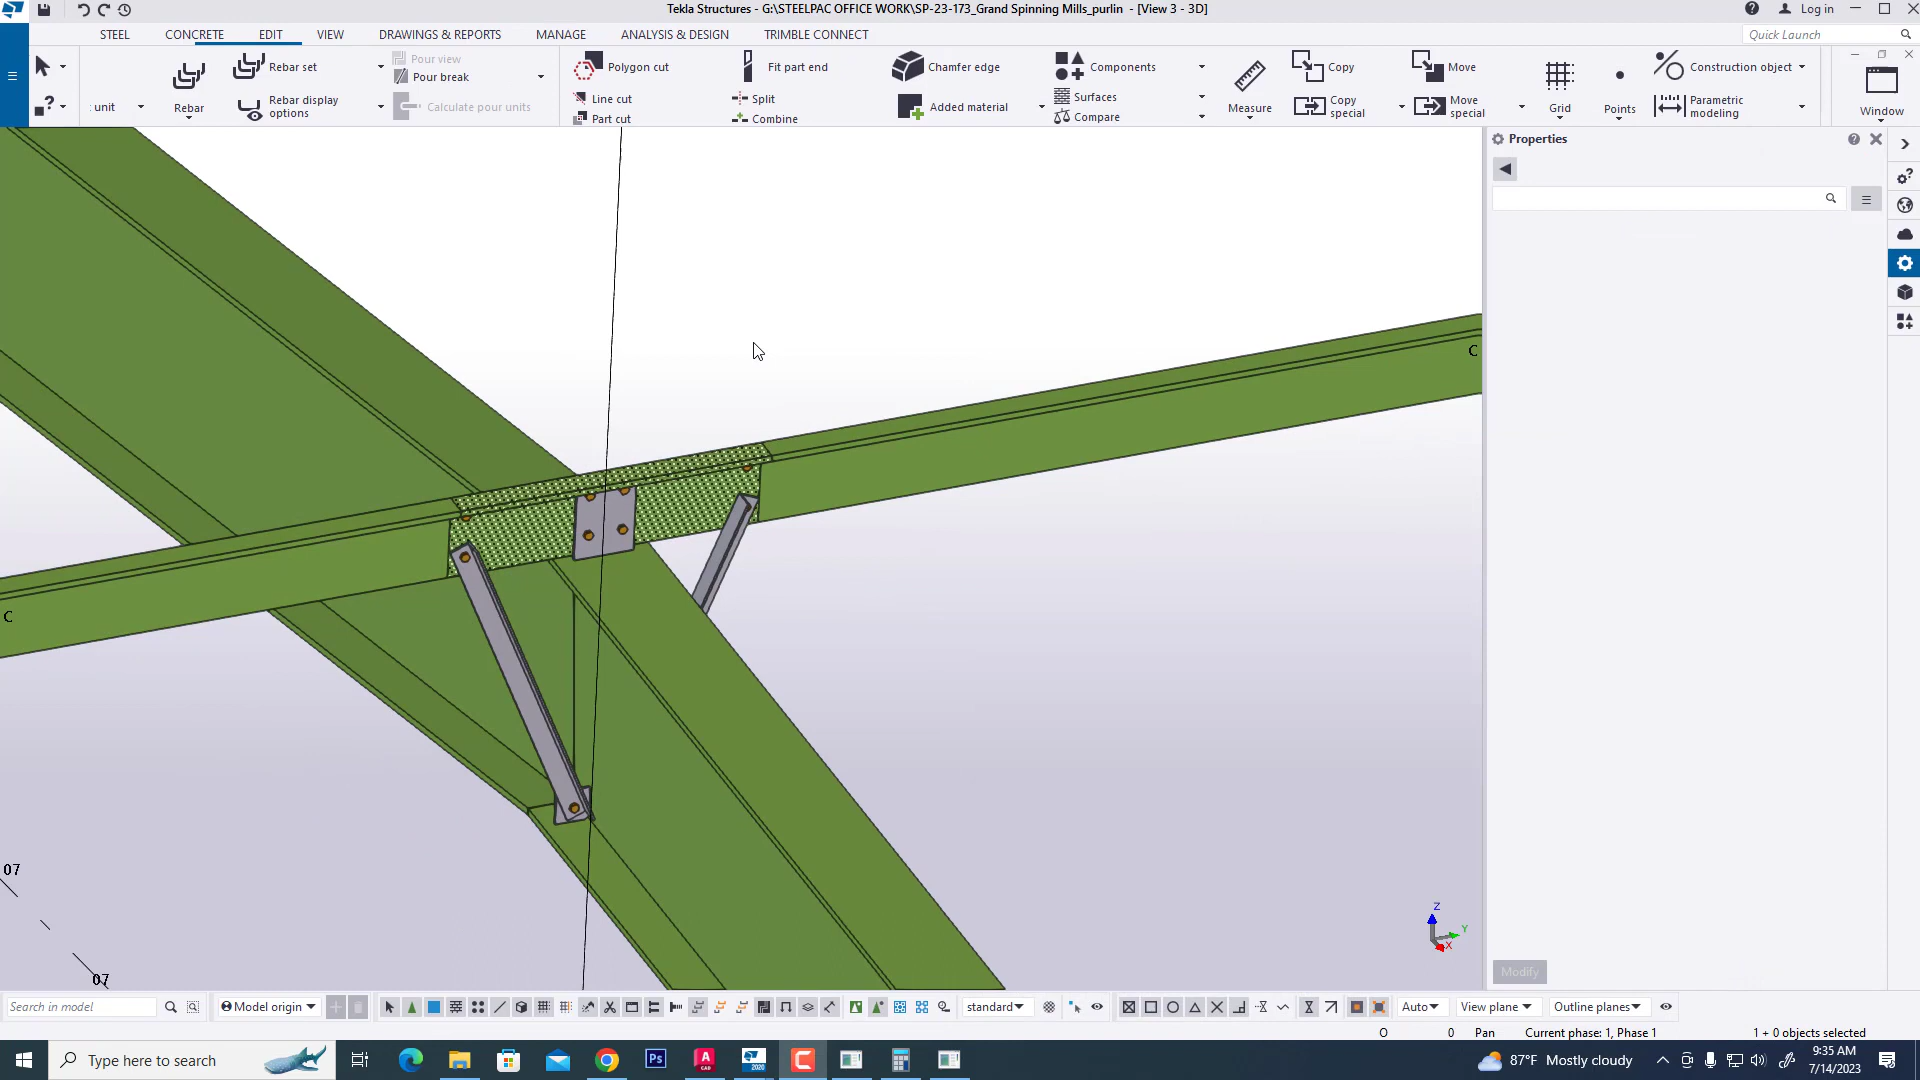 Tekla Structures - G:\STEELPAC OFFICE WORK\SP-23-173_Grand Spinning Mills_purlin - [View 3 - 3D]
Log in
STEEL CONCRETE EDIT VIEW DRAWINGS & REPORTS MANAGE ANALYSIS & DESIGN TRIMBLE CONNECT
Quick Launch
unit
Rebar
Rebar set
Rebar display
options
Pour view
Pour break
Calculate pour units
Polygon cut
Line cut
Part cut
Fit part end
Split
Combine
Chamfer edge
Added material
Components
Surfaces
Compare
Measure
Copy
Copy
special
Move
Move
special
Grid
Points
Construction object
Parametric
modeling
Window
Properties
C
C
07
07
Z
Y
X
Modify
Search in model
Model origin
standard
Auto
View plane
Outline planes
O 0 Pan Current phase: 1, Phase 1 1 + 0 objects selected
Type here to search
Ps
A
CAD
2020
87°F Mostly cloudy
9:35 AM
7/14/2023